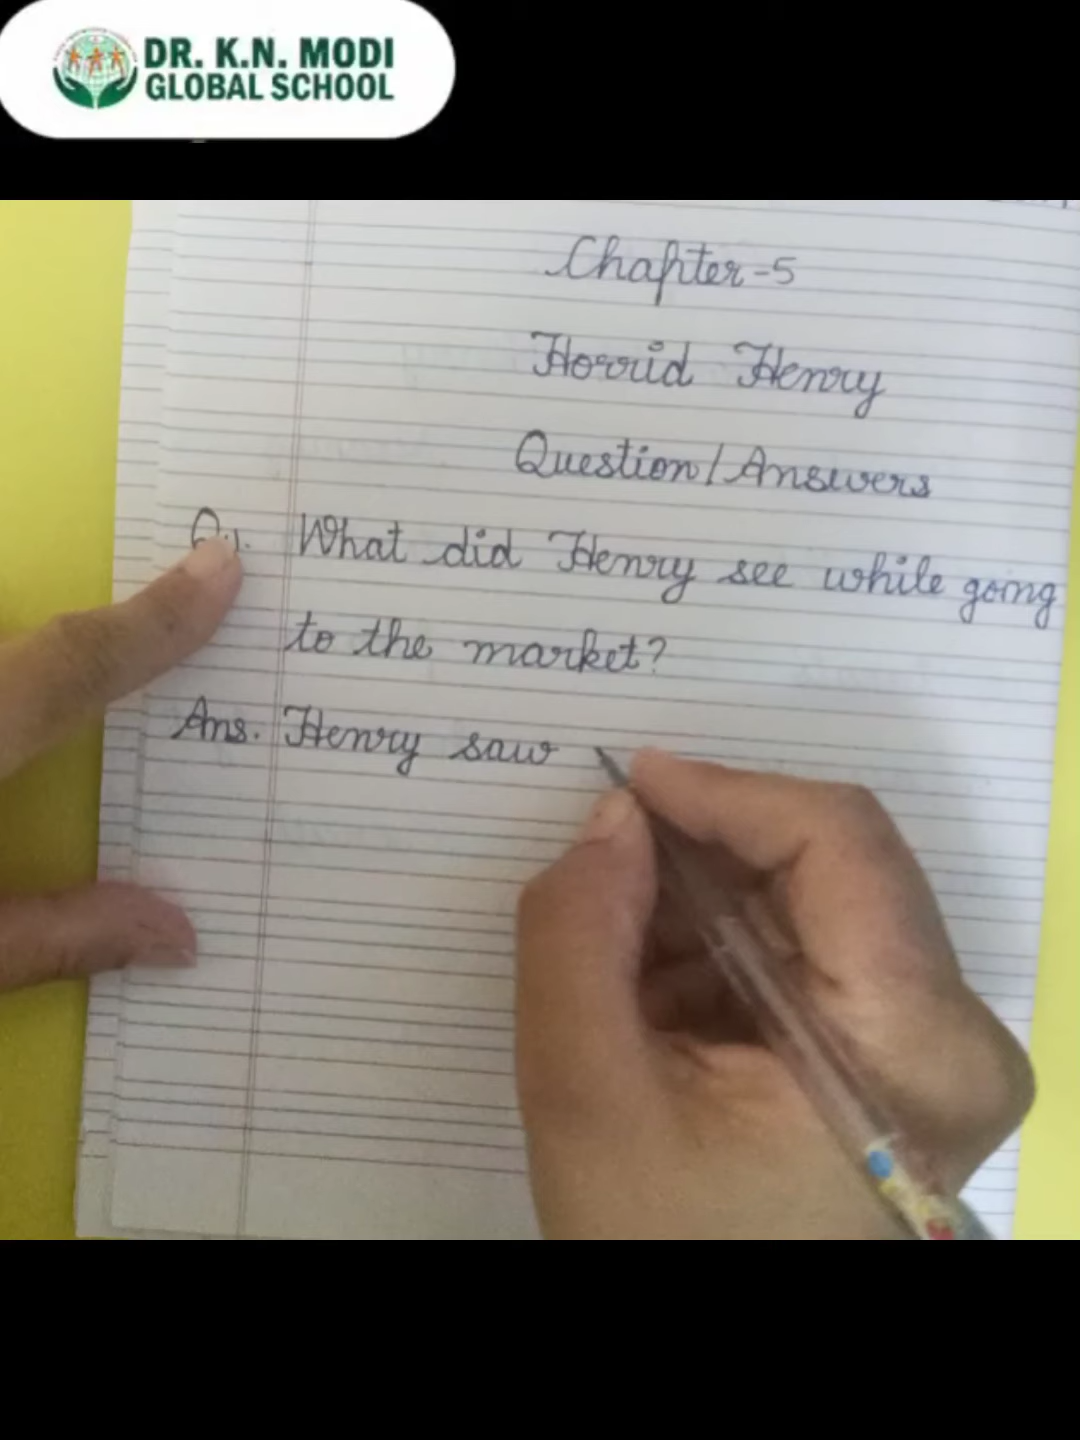 DR. K.N. MODI
GLOBAL SCHOOL
Chapter-5
Horrid Henry
Question/Answers
Q.1. What did Henry see while going
to the market?
Ans. Henry saw